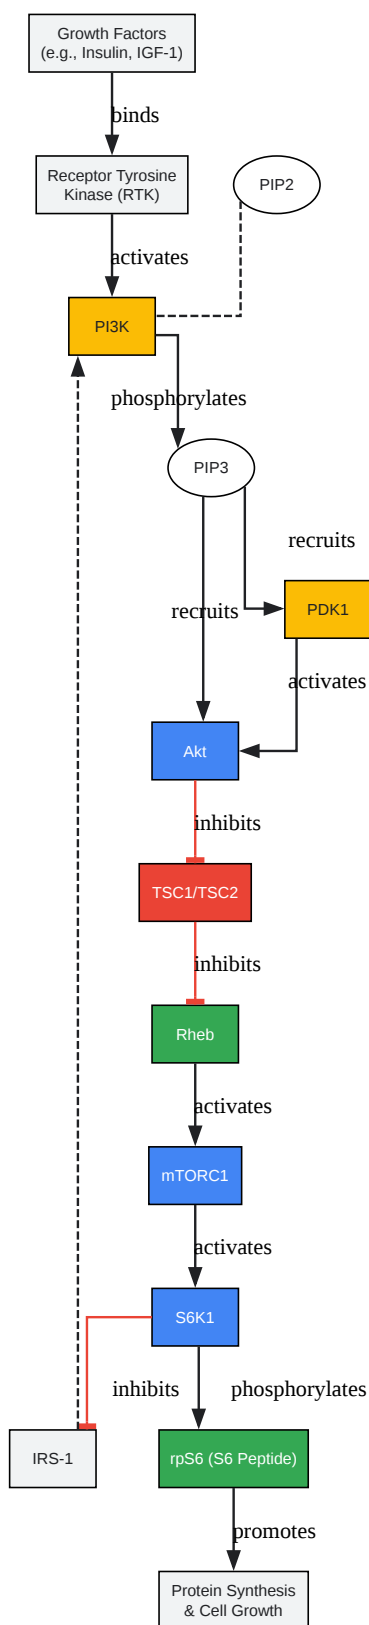 Growth Factors
(e.g., Insulin, IGF-1)
binds
Receptor Tyrosine
Kinase (RTK)
PIP2
activates
PI3K
phosphorylates
PIP3
recruits
recruits
PDK1
activates
Akt
inhibits
TSC1/TSC2
inhibits
Rheb
activates
mTORC1
activates
S6K1
inhibits
phosphorylates
IRS-1
rpS6 (S6 Peptide)
promotes
Protein Synthesis
& Cell Growth